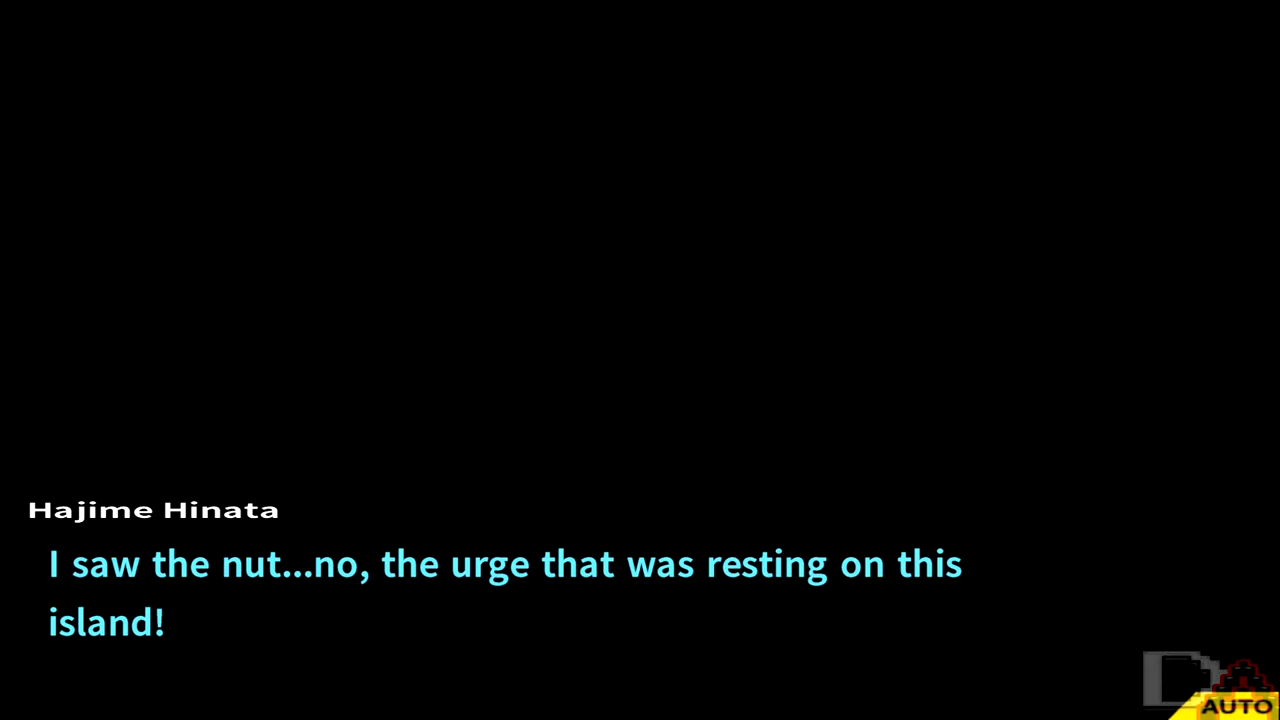 Hajime Hinata
I saw the nut...no, the urge that was resting on this
island!
AUTO